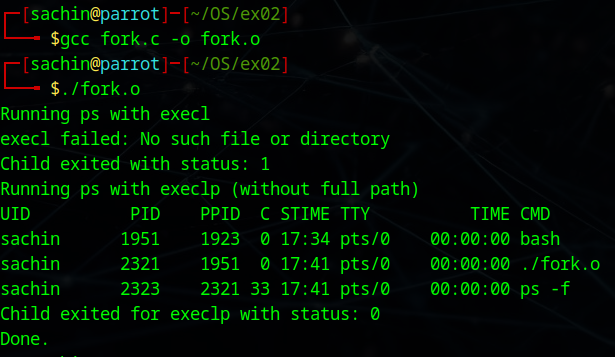 ┌─[sachin@parrot]─[~/OS/ex02]
└──╼ $gcc fork.c -o fork.o
┌─[sachin@parrot]─[~/OS/ex02]
└──╼ $./fork.o
Running ps with execl
execl failed: No such file or directory
Child exited with status: 1
Running ps with execlp (without full path)
UID          PID    PPID  C STIME TTY          TIME CMD
sachin      1951    1923  0 17:34 pts/0    00:00:00 bash
sachin      2321    1951  0 17:41 pts/0    00:00:00 ./fork.o
sachin      2323    2321 33 17:41 pts/0    00:00:00 ps -f
Child exited for execlp with status: 0
Done.